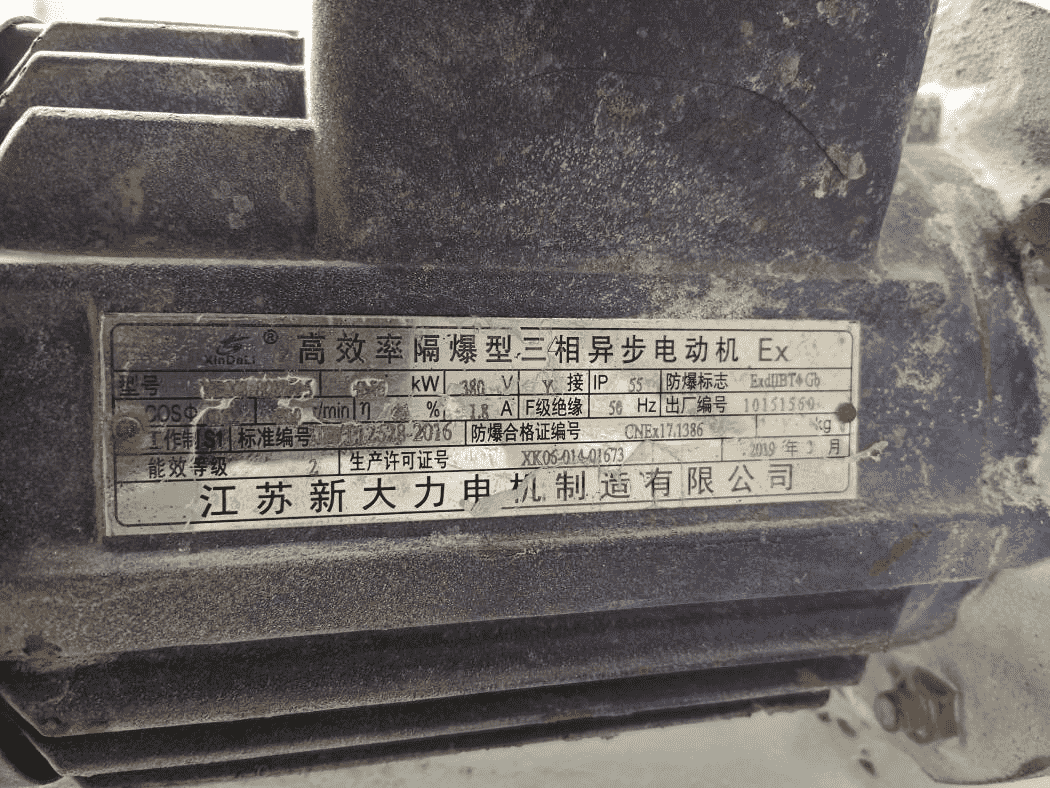 XinDaLi ® 高效率隔爆型三相异步电动机 Ex
型号 kW 380 V Y 接 IP 55 防爆标志 ExdⅡBT4Gb
COSΦ r/min η % 1.8 A F级绝缘 50 Hz 出厂编号 10151569
工作制 S1 标准编号 12528-2016 防爆合格证编号 CNEx17.1386 kg
能效等级 2 生产许可证号 XK06-014-01673 2019 年 3 月
江苏新大力电机制造有限公司